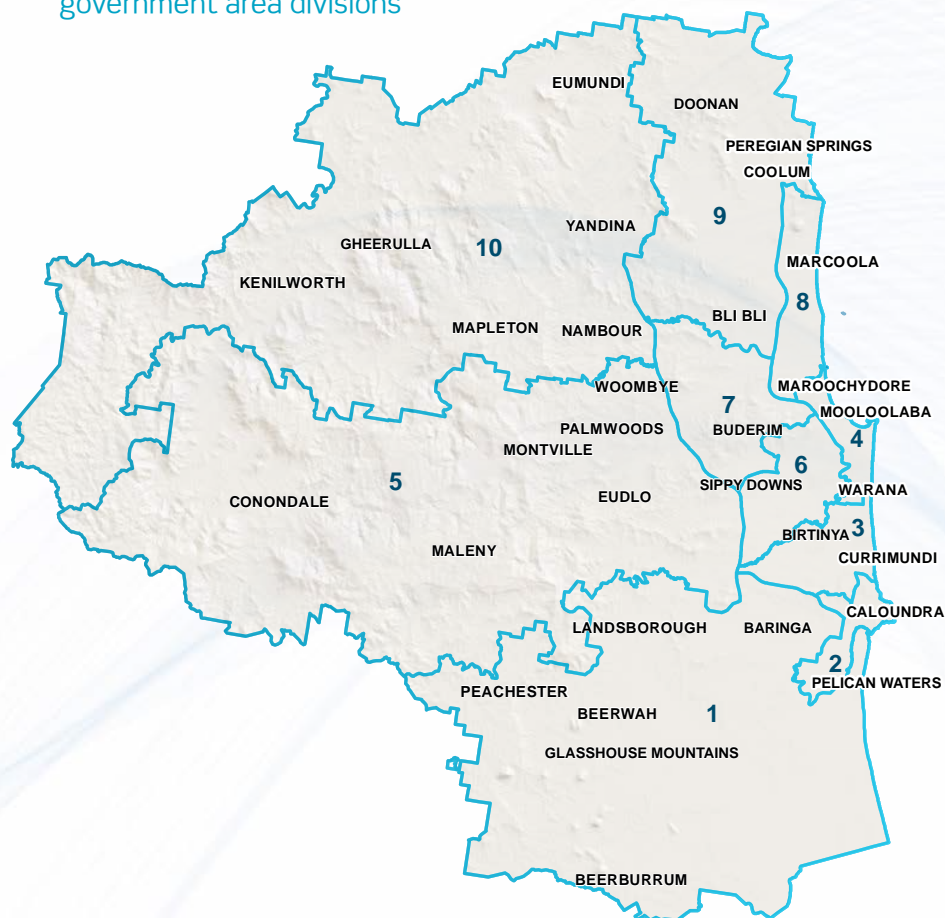 government area divisions
EUMUNDI
DOONAN
PEREGIAN SPRINGS
COOLUM
9
YANDINA
GHEERULLA
10
MARCOOLA
KENILWORTH
8
BLI BLI
MAPLETON
NAMBOUR
WOOMBYE
MAROOCHYDORE
7
MOOLOOLABA
PALMWOODS
BUDERIM
4
MONTVILLE
6
5
SIPPY DOWNS
WARANA
CONONDALE
EUDLO
BIRTINYA
3
MALENY
CURRIMUNDI
CALOUNDRA
LANDSBOROUGH
BARINGA
2
PELICAN WATERS
PEACHESTER
BEERWAH
1
GLASSHOUSE MOUNTAINS
BEERBURRUM